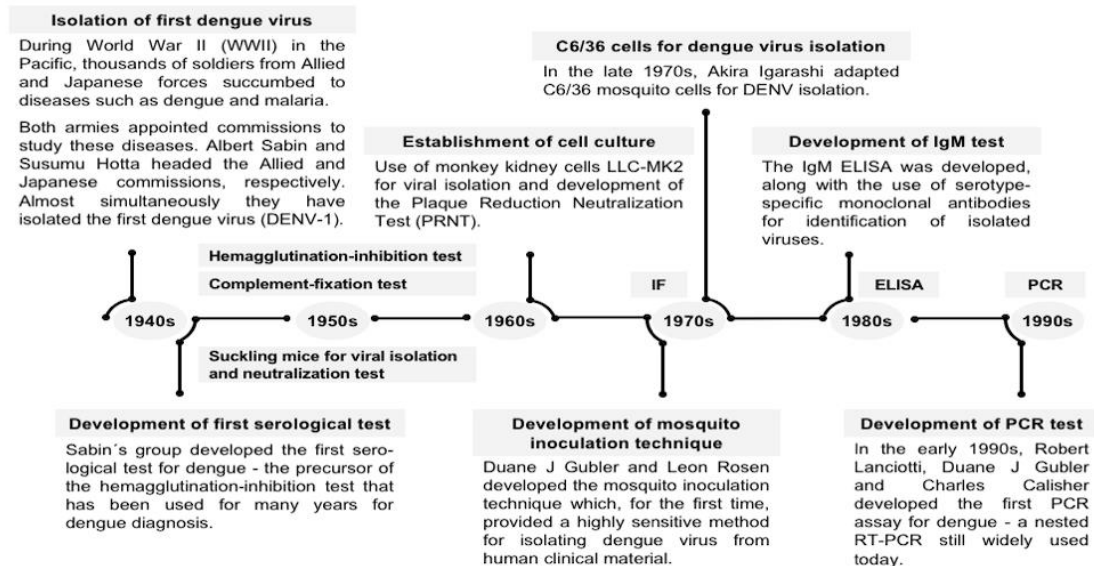 Isolation of first dengue virus
During World War II (WWII) in the
Pacific, thousands of soldiers from Allied
and Japanese forces succumbed to
diseases such as dengue and malaria.
Both armies appointed commissions to
study these diseases. Albert Sabin and
Susumu Hotta headed the Allied and
Japanese commissions, respectively.
Almost simultaneously they have
isolated the first dengue virus (DENV-1).
C6/36 cells for dengue virus isolation
In the late 1970s, Akira Igarashi adapted
C6/36 mosquito cells for DENV isolation.
Establishment of cell culture
Use of monkey kidney cells LLC-MK2
for viral isolation and development of
the Plaque Reduction Neutralization
Test (PRNT).
Development of IgM test
The IgM ELISA was developed,
along with the use of serotype-
specific monoclonal antibodies
for identification of isolated
viruses.
Hemagglutination-inhibition test
Complement-fixation test
IF
ELISA
PCR
1940s
1950s
1960s
1970s
1980s
1990s
Suckling mice for viral isolation
and neutralization test
Development of first serological test
Sabin´s group developed the first sero-
logical test for dengue - the precursor of
the hemagglutination-inhibition test that
has been used for many years for
dengue diagnosis.
Development of mosquito
inoculation technique
Duane J Gubler and Leon Rosen
developed the mosquito inoculation
technique which, for the first time,
provided a highly sensitive method
for isolating dengue virus from
human clinical material.
Development of PCR test
In the early 1990s, Robert
Lanciotti, Duane J Gubler
and Charles Calisher
developed the first PCR
assay for dengue - a nested
RT-PCR still widely used
today.